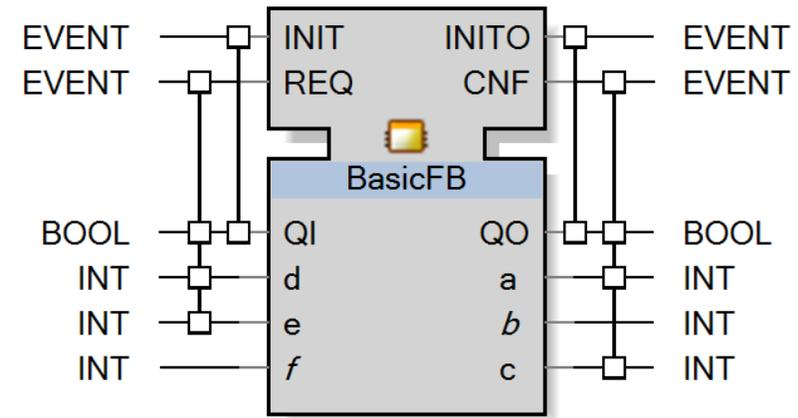 EVENT INIT INITO EVENT
EVENT REQ CNF EVENT
BasicFB
BOOL QI QO BOOL
INT d a INT
INT e b INT
INT f c INT